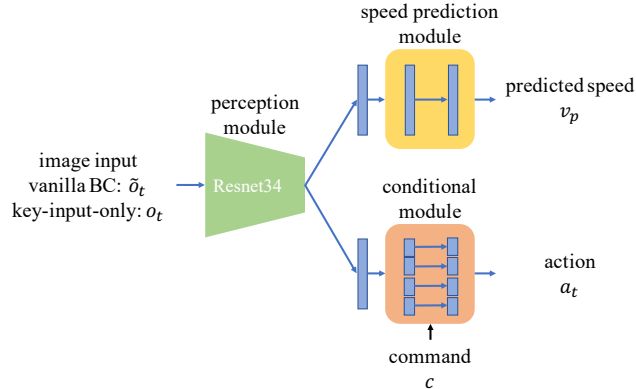 speed prediction
module
predicted speed
v_p
perception
module
Resnet34
image input
vanilla BC: õ_t
key-input-only: o_t
conditional
module
action
a_t
command
c